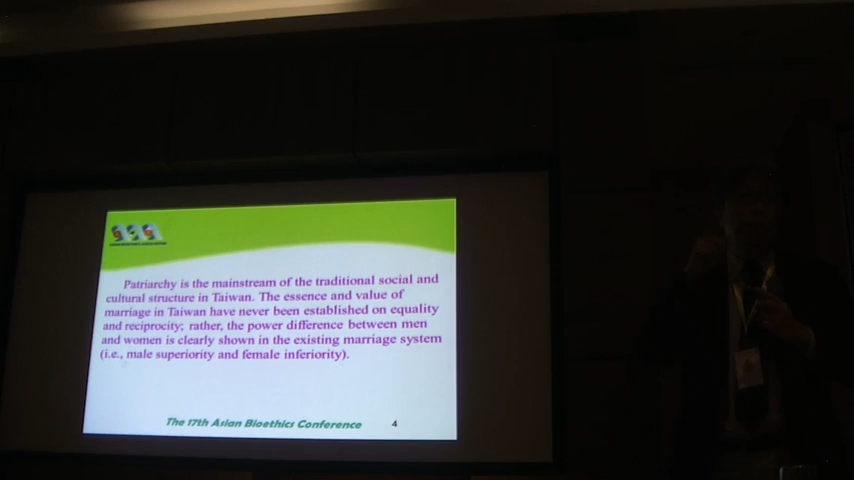 Patriarchy is the mainstream of the traditional social and
cultural structure in Taiwan. The essence and value of
marriage in Taiwan have never been established on equality
and reciprocity; rather, the power difference between men
and women is clearly shown in the existing marriage system
(i.e., male superiority and female inferiority).
The 17th Asian Bioethics Conference 4